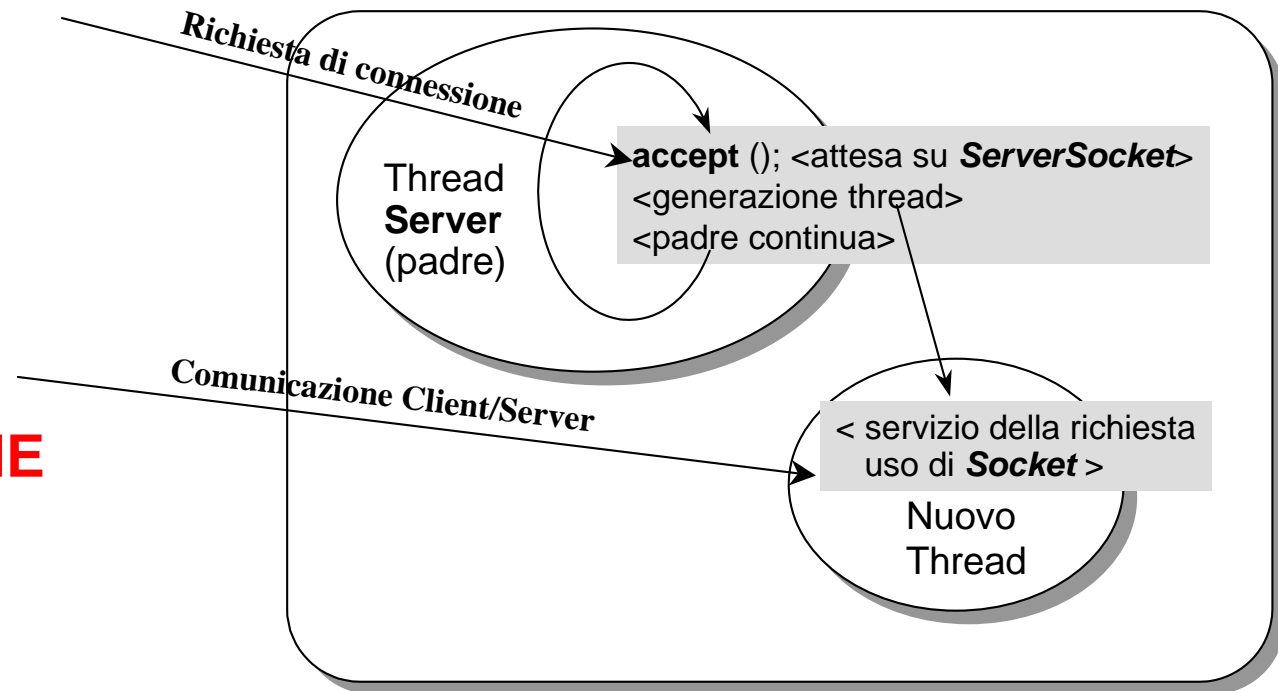 Richiesta di connessione
accept (); <attesa su ServerSocket>
<generazione thread>
<padre continua>
Thread
Server
(padre)
Comunicazione Client/Server
< servizio della richiesta
uso di Socket >
Nuovo
Thread